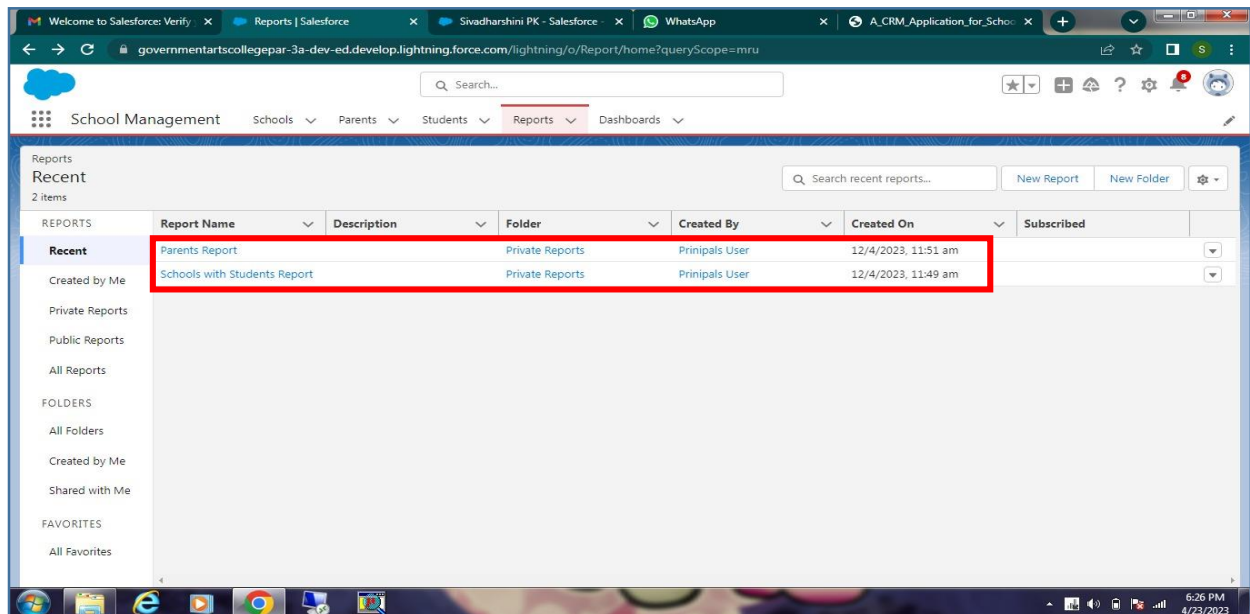 Welcome to Salesforce: Verify
Reports | Salesforce
Sivadharshini PK - Salesforce -
WhatsApp
A_CRM_Application_for_Schoo
governmentartscollegepar-3a-dev-ed.develop.lightning.force.com/lightning/o/Report/home?queryScope=mru
S
Search...
8
School Management Schools Parents Students Reports Dashboards
Reports
Recent
2 items
Search recent reports...
New Report New Folder
REPORTS Report Name Description Folder Created By Created On Subscribed
Recent Parents Report Private Reports Prinipals User 12/4/2023, 11:51 am
Schools with Students Report Private Reports Prinipals User 12/4/2023, 11:49 am
Created by Me
Private Reports
Public Reports
All Reports
FOLDERS
All Folders
Created by Me
Shared with Me
FAVORITES
All Favorites
6:26 PM
4/23/2023